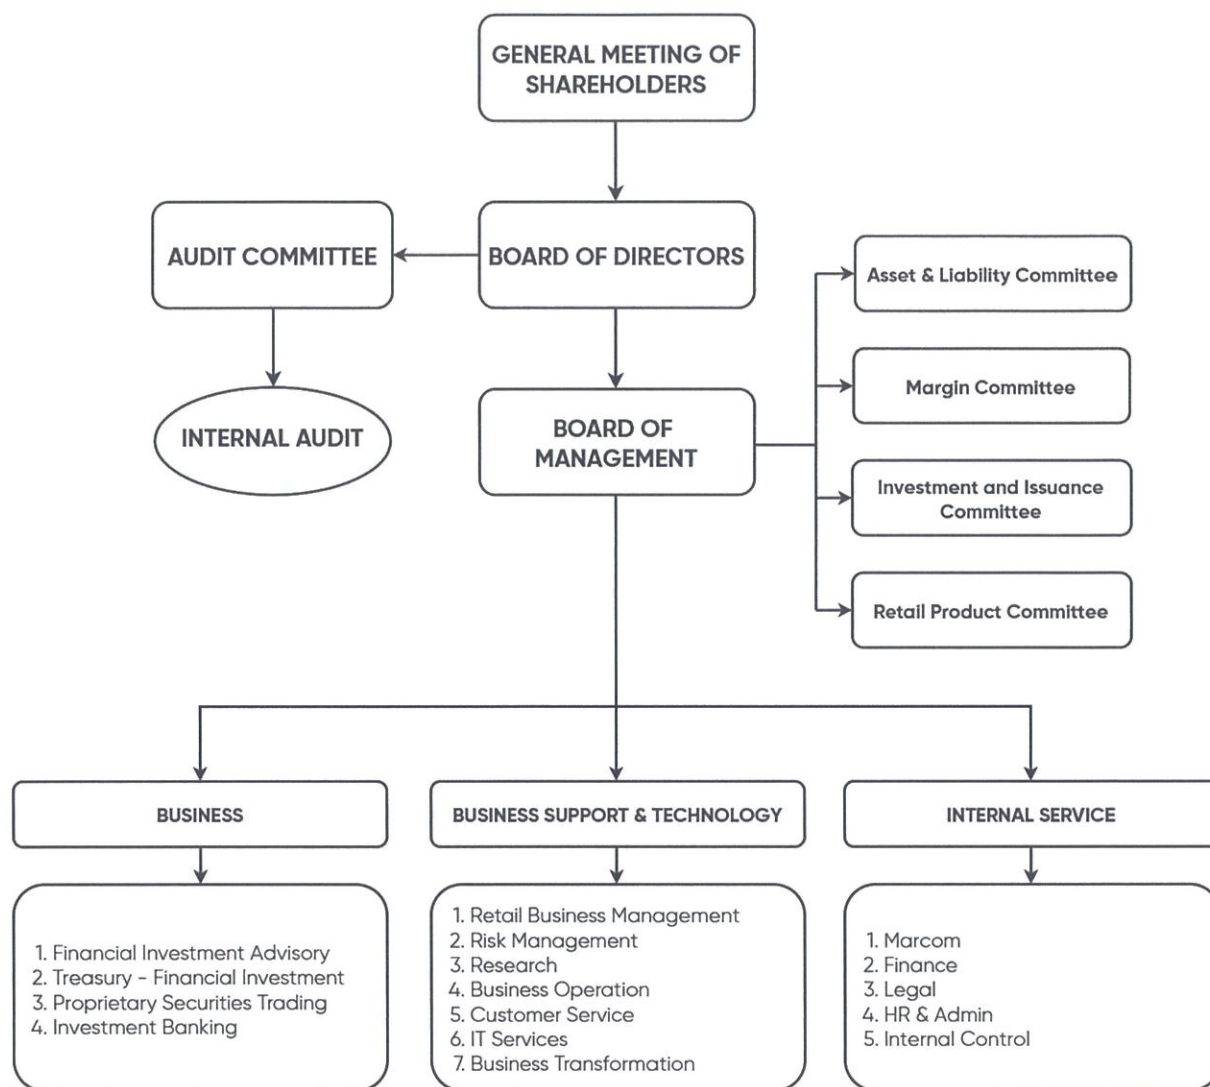 GENERAL MEETING OF
SHAREHOLDERS
AUDIT COMMITTEE
BOARD OF DIRECTORS
Asset & Liability Committee
Margin Committee
INTERNAL AUDIT
BOARD OF
MANAGEMENT
Investment and Issuance
Committee
Retail Product Committee
BUSINESS
BUSINESS SUPPORT & TECHNOLOGY
INTERNAL SERVICE
1. Financial Investment Advisory
2. Treasury - Financial Investment
3. Proprietary Securities Trading
4. Investment Banking
1. Retail Business Management
2. Risk Management
3. Research
4. Business Operation
5. Customer Service
6. IT Services
7. Business Transformation
1. Marcom
2. Finance
3. Legal
4. HR & Admin
5. Internal Control